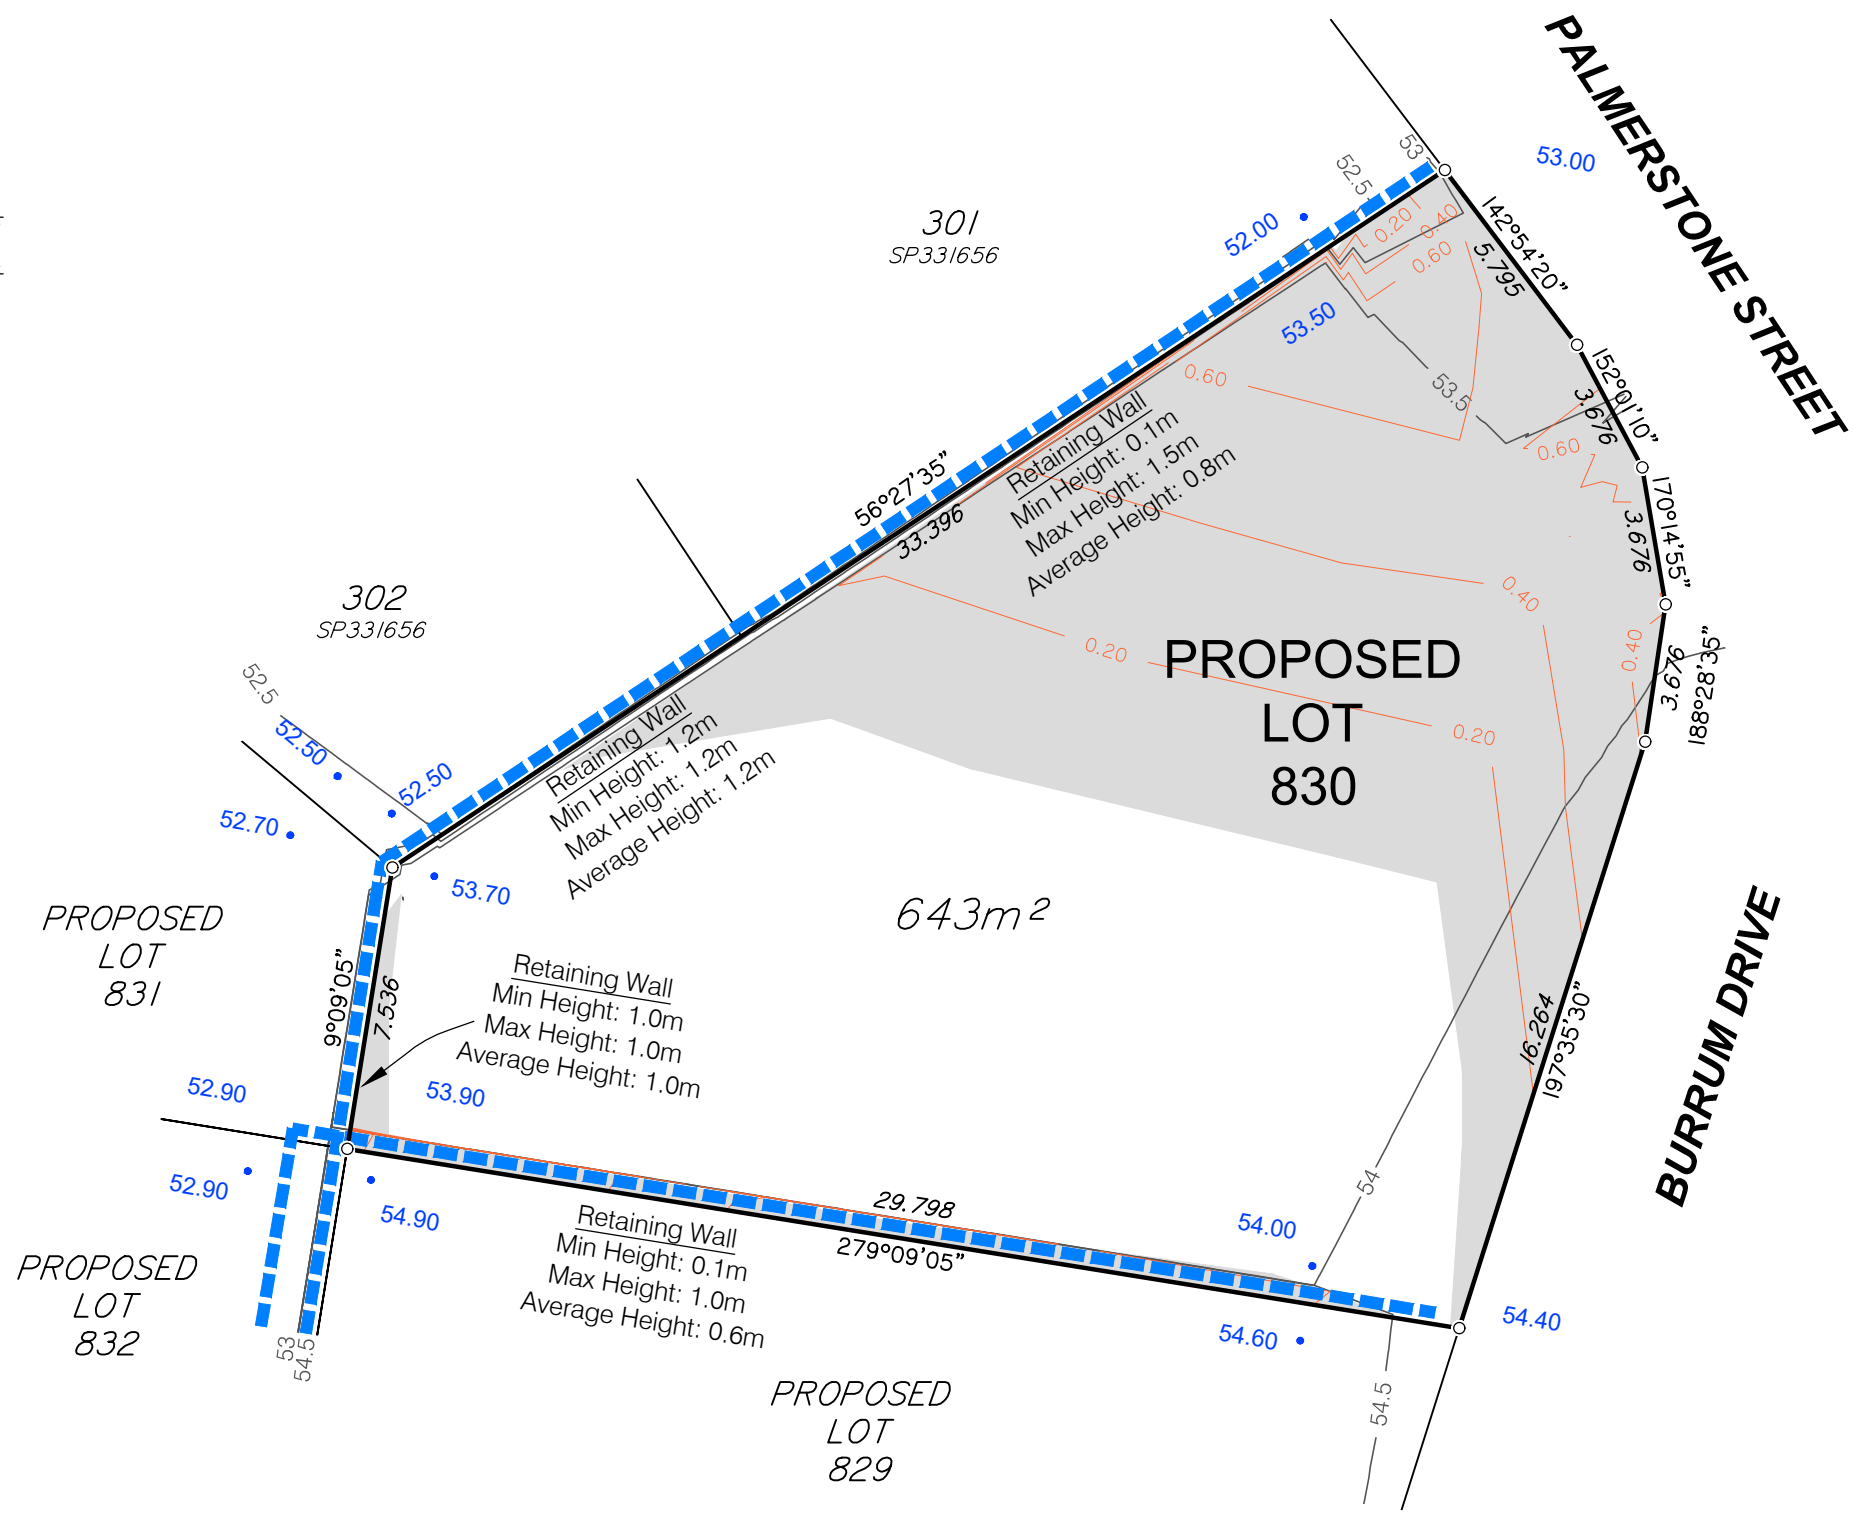 PALMERSTONE STREET
53.00
53
52.5
52.00
301
SP331656
0.20
0.40
0.60
142°54'20"
5.795
53.50
0.60
53.5
152°01'10"
3.676
0.60
Retaining Wall
Min Height: 0.1m
Max Height: 1.5m
Average Height: 0.8m
56°27'35"
33.396
170°14'55"
3.676
0.40
302
SP331656
0.20
PROPOSED
LOT
830
0.40
3.676
188°28'35"
0.20
52.5
52.50
52.50
52.70
Retaining Wall
Min Height: 1.2m
Max Height: 1.2m
Average Height: 1.2m
53.70
643m²
PROPOSED
LOT
831
9°09'05"
7.536
Retaining Wall
Min Height: 1.0m
Max Height: 1.0m
Average Height: 1.0m
BURRUM DRIVE
16.264
197°35'30"
52.90
53.90
52.90
54.90
54
29.798
279°09'05"
54.00
Retaining Wall
Min Height: 0.1m
Max Height: 1.0m
Average Height: 0.6m
54.60
54.40
PROPOSED
LOT
832
53
54.5
54.5
PROPOSED
LOT
829